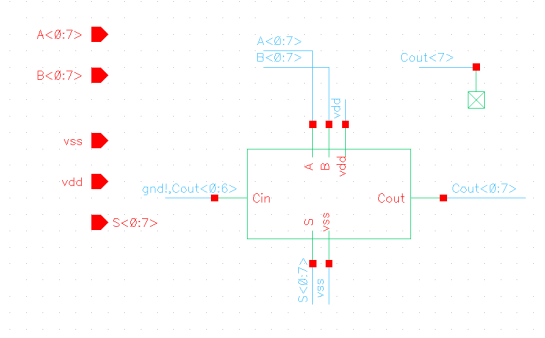 A<0:7>
B<0:7>
vss
vdd
S<0:7>
A<0:7>
B<0:7>
vdd
Cout<7>
A
B
vdd
gnd!,Cout<0:6>
Cin
Cout
Cout<0:7>
S
vss
S<0:7>
vss